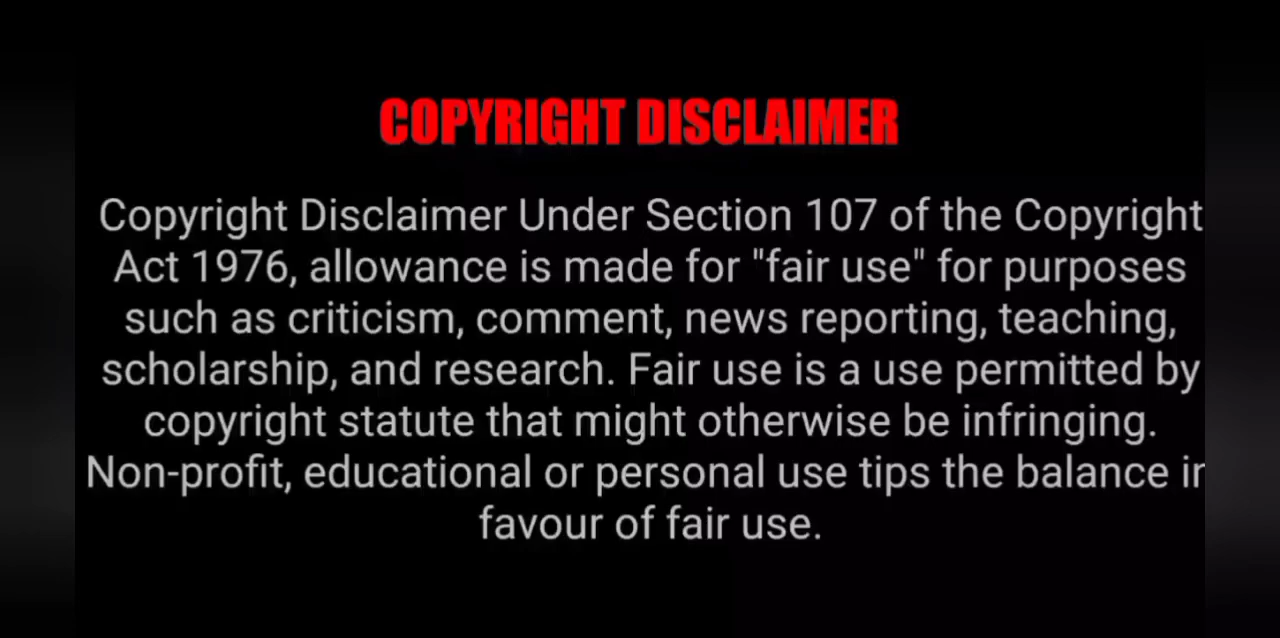 COPYRIGHT DISCLAIMER
Copyright Disclaimer Under Section 107 of the Copyright
Act 1976, allowance is made for "fair use" for purposes
such as criticism, comment, news reporting, teaching,
scholarship, and research. Fair use is a use permitted by
copyright statute that might otherwise be infringing.
Non-profit, educational or personal use tips the balance in
favour of fair use.